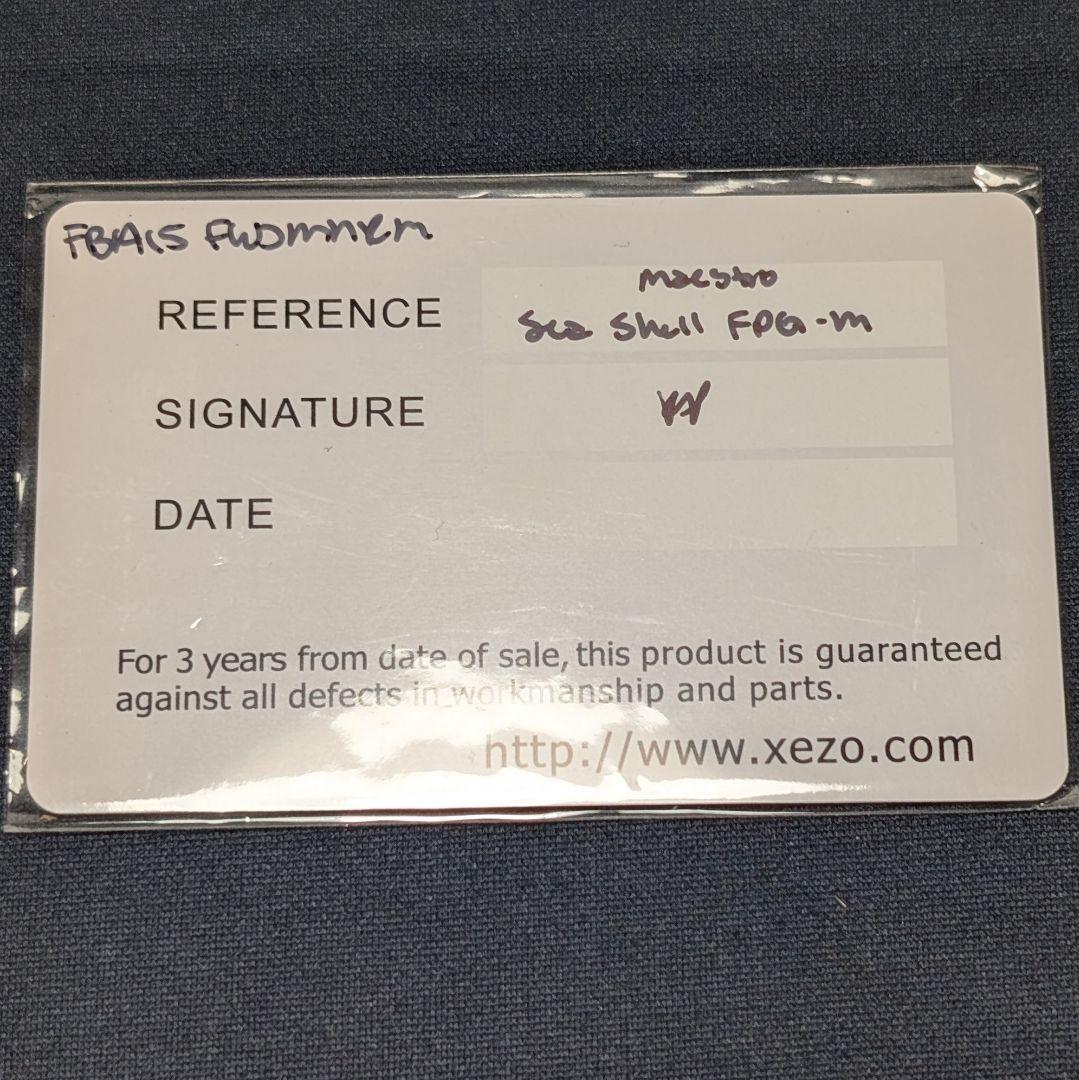 REFERENCE
Maestro
Sea Shell FPG-M
SIGNATURE
DATE
For 3 years from date of sale, this product is guaranteed
against all defects in workmanship and parts.
http://www.xezo.com